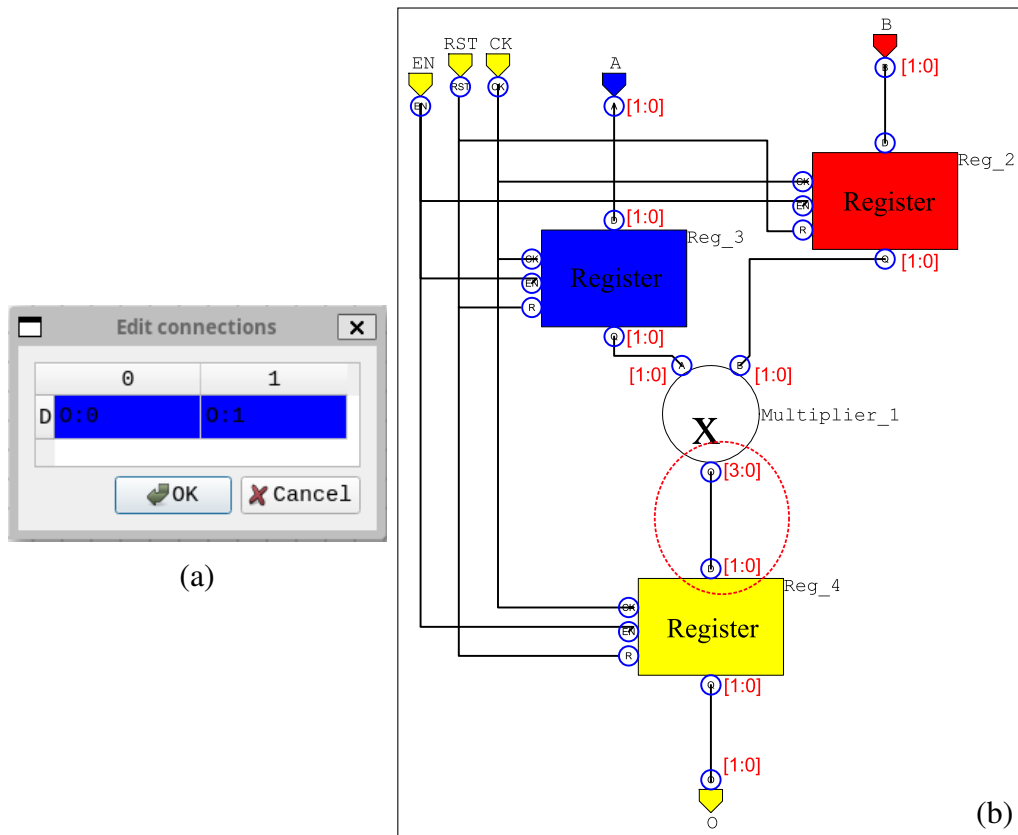 Edit connections
0 1
D O:0 O:1
OK Cancel
(a)
B
RST CK
EN A
B [1:0]
RST CK
EN A [1:0]
D
Reg_2
CK
EN Register
R
D [1:0]
Reg_3
Q [1:0]
CK
EN Register
R
Q [1:0]
A B
[1:0] [1:0]
Multiplier_1
X
O [3:0]
D [1:0]
Reg_4
CK
EN Register
R
Q [1:0]
[1:0]
O
O
(b)